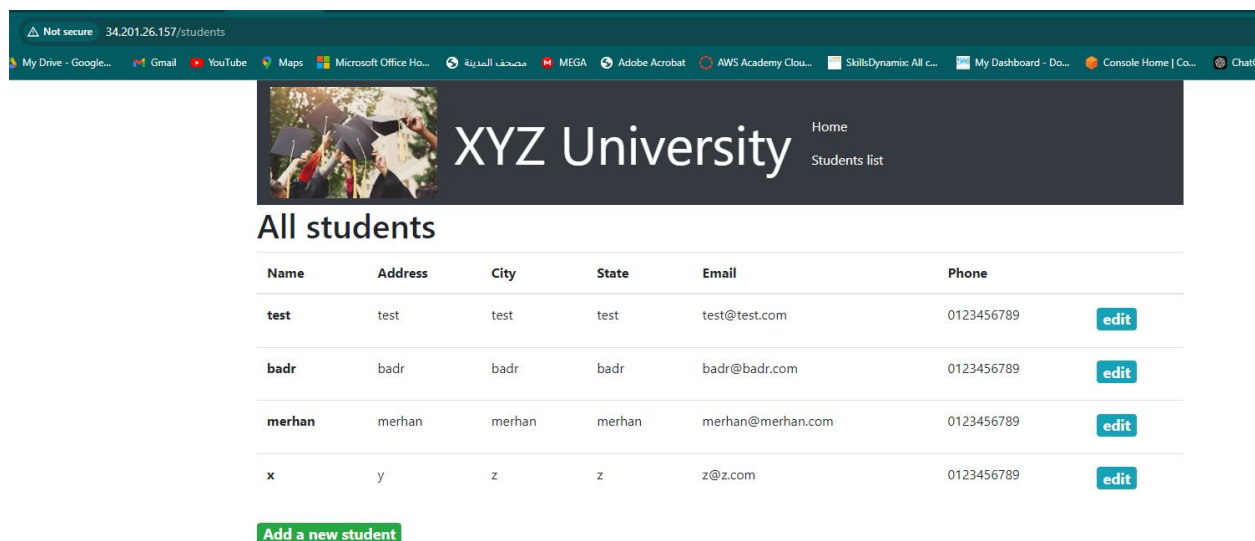 Not secure 34.201.26.157/students
My Drive - Google... Gmail YouTube Maps Microsoft Office Ho... مصحف المدينة MEGA Adobe Acrobat AWS Academy Clou... SkillsDynamix: All c... My Dashboard - Do... Console Home | Co...
XYZ University
Home
Students list
All students
Name Address City State Email Phone
test test test test test@test.com 0123456789 edit
badr badr badr badr badr@badr.com 0123456789 edit
merhan merhan merhan merhan merhan@merhan.com 0123456789 edit
x y z z z@z.com 0123456789 edit
Add a new student